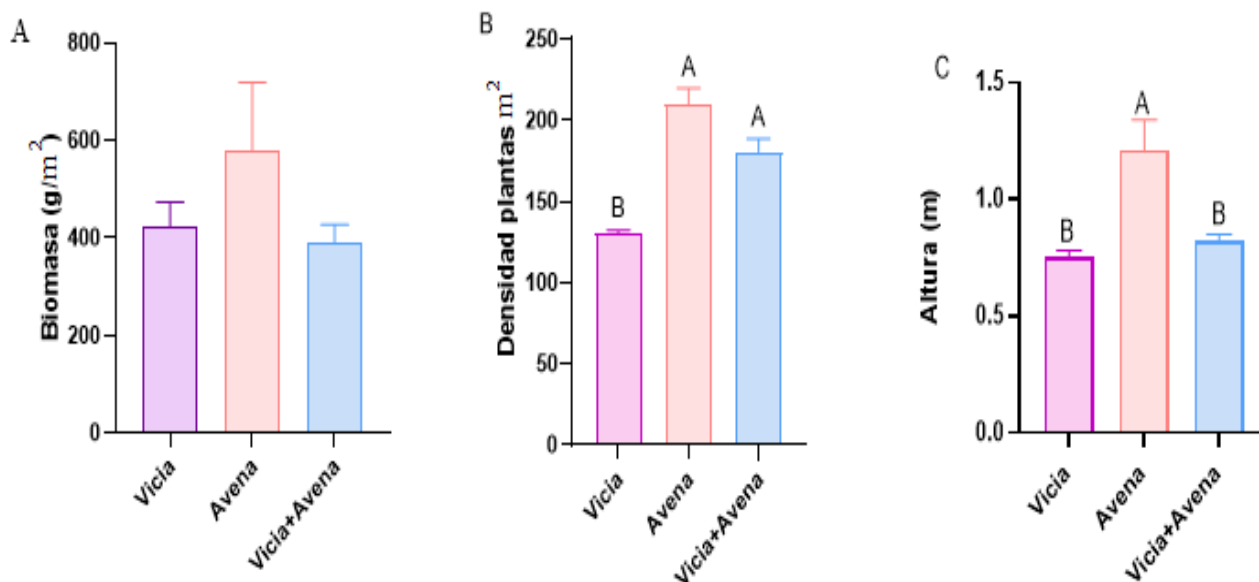 A
Biomasa (g/m²)
800
600
400
200
0
Vicia
Avena
Vicia+Avena
B
Densidad plantas m²
250
200
150
100
50
0
B
A
A
Vicia
Avena
Vicia+Avena
C
Altura (m)
1.5
1.0
0.5
0.0
B
A
B
Vicia
Avena
Vicia+Avena